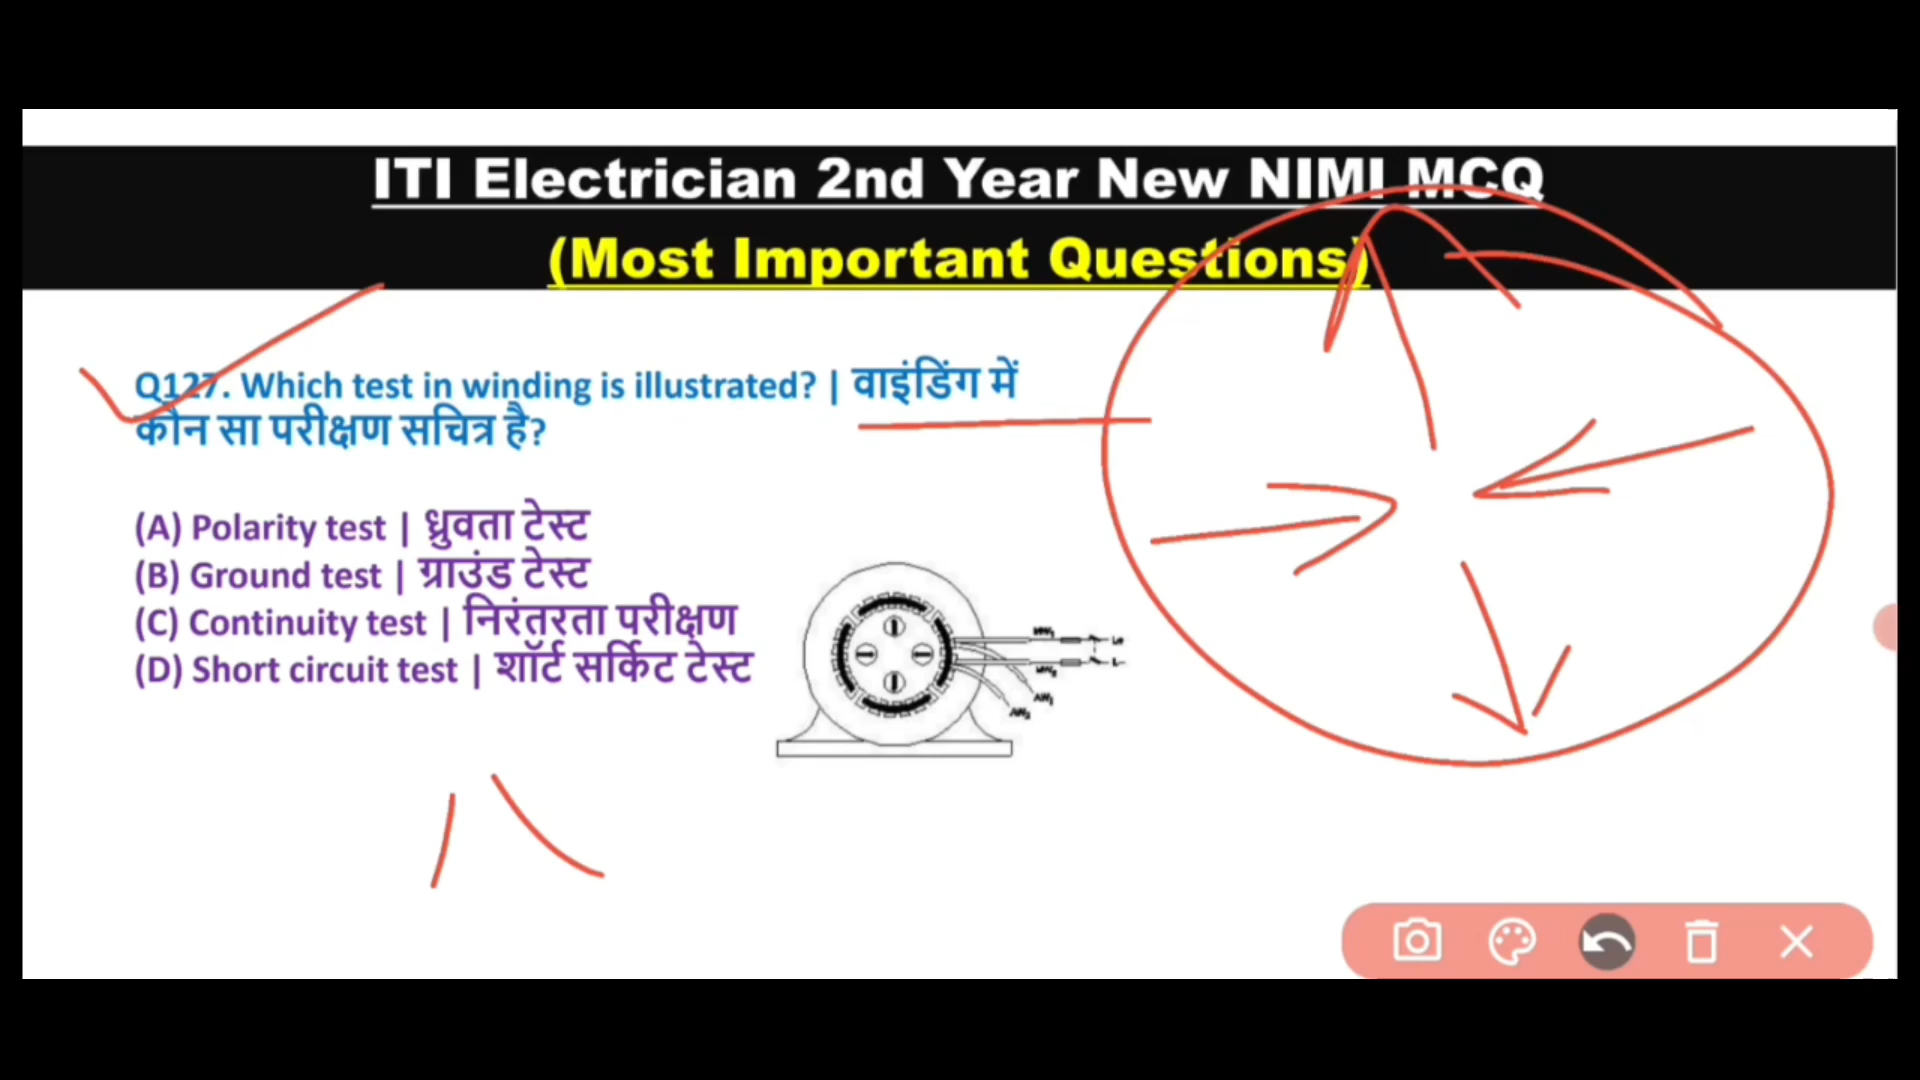 ITI Electrician 2nd Year New NIMI MCQ
(Most Important Questions)
Q127. Which test in winding is illustrated? | वाइंडिंग में
कौन सा परीक्षण सचित्र है?
(A) Polarity test | ध्रुवता टेस्ट
(B) Ground test | ग्राउंड टेस्ट
(C) Continuity test | निरंतरता परीक्षण
(D) Short circuit test | शॉर्ट सर्किट टेस्ट